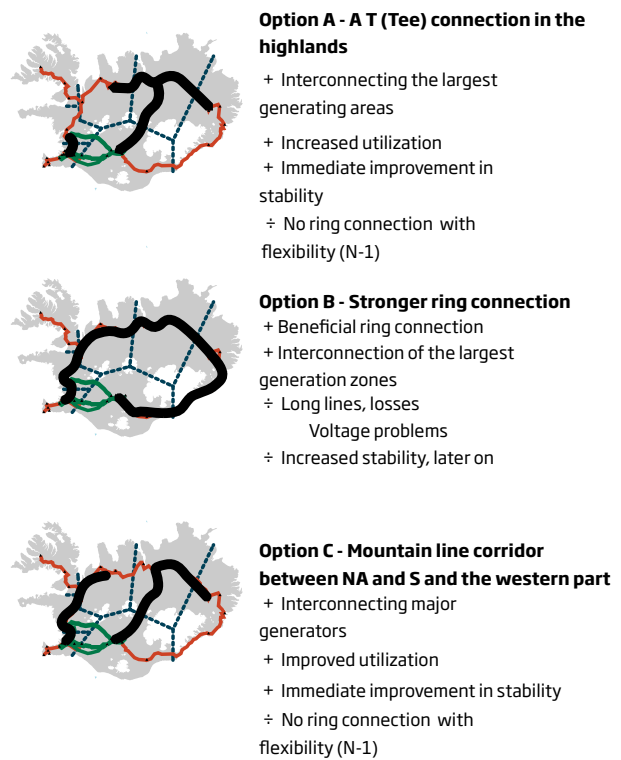 Option A - A T (Tee) connection in the
highlands
+ Interconnecting the largest
generating areas
+ Increased utilization
+ Immediate improvement in
stability
÷ No ring connection with
flexibility (N-1)
Option B - Stronger ring connection
+ Beneficial ring connection
+ Interconnection of the largest
generation zones
÷ Long lines, losses
Voltage problems
÷ Increased stability, later on
Option C - Mountain line corridor
between NA and S and the western part
+ Interconnecting major
generators
+ Improved utilization
+ Immediate improvement in stability
÷ No ring connection with
flexibility (N-1)